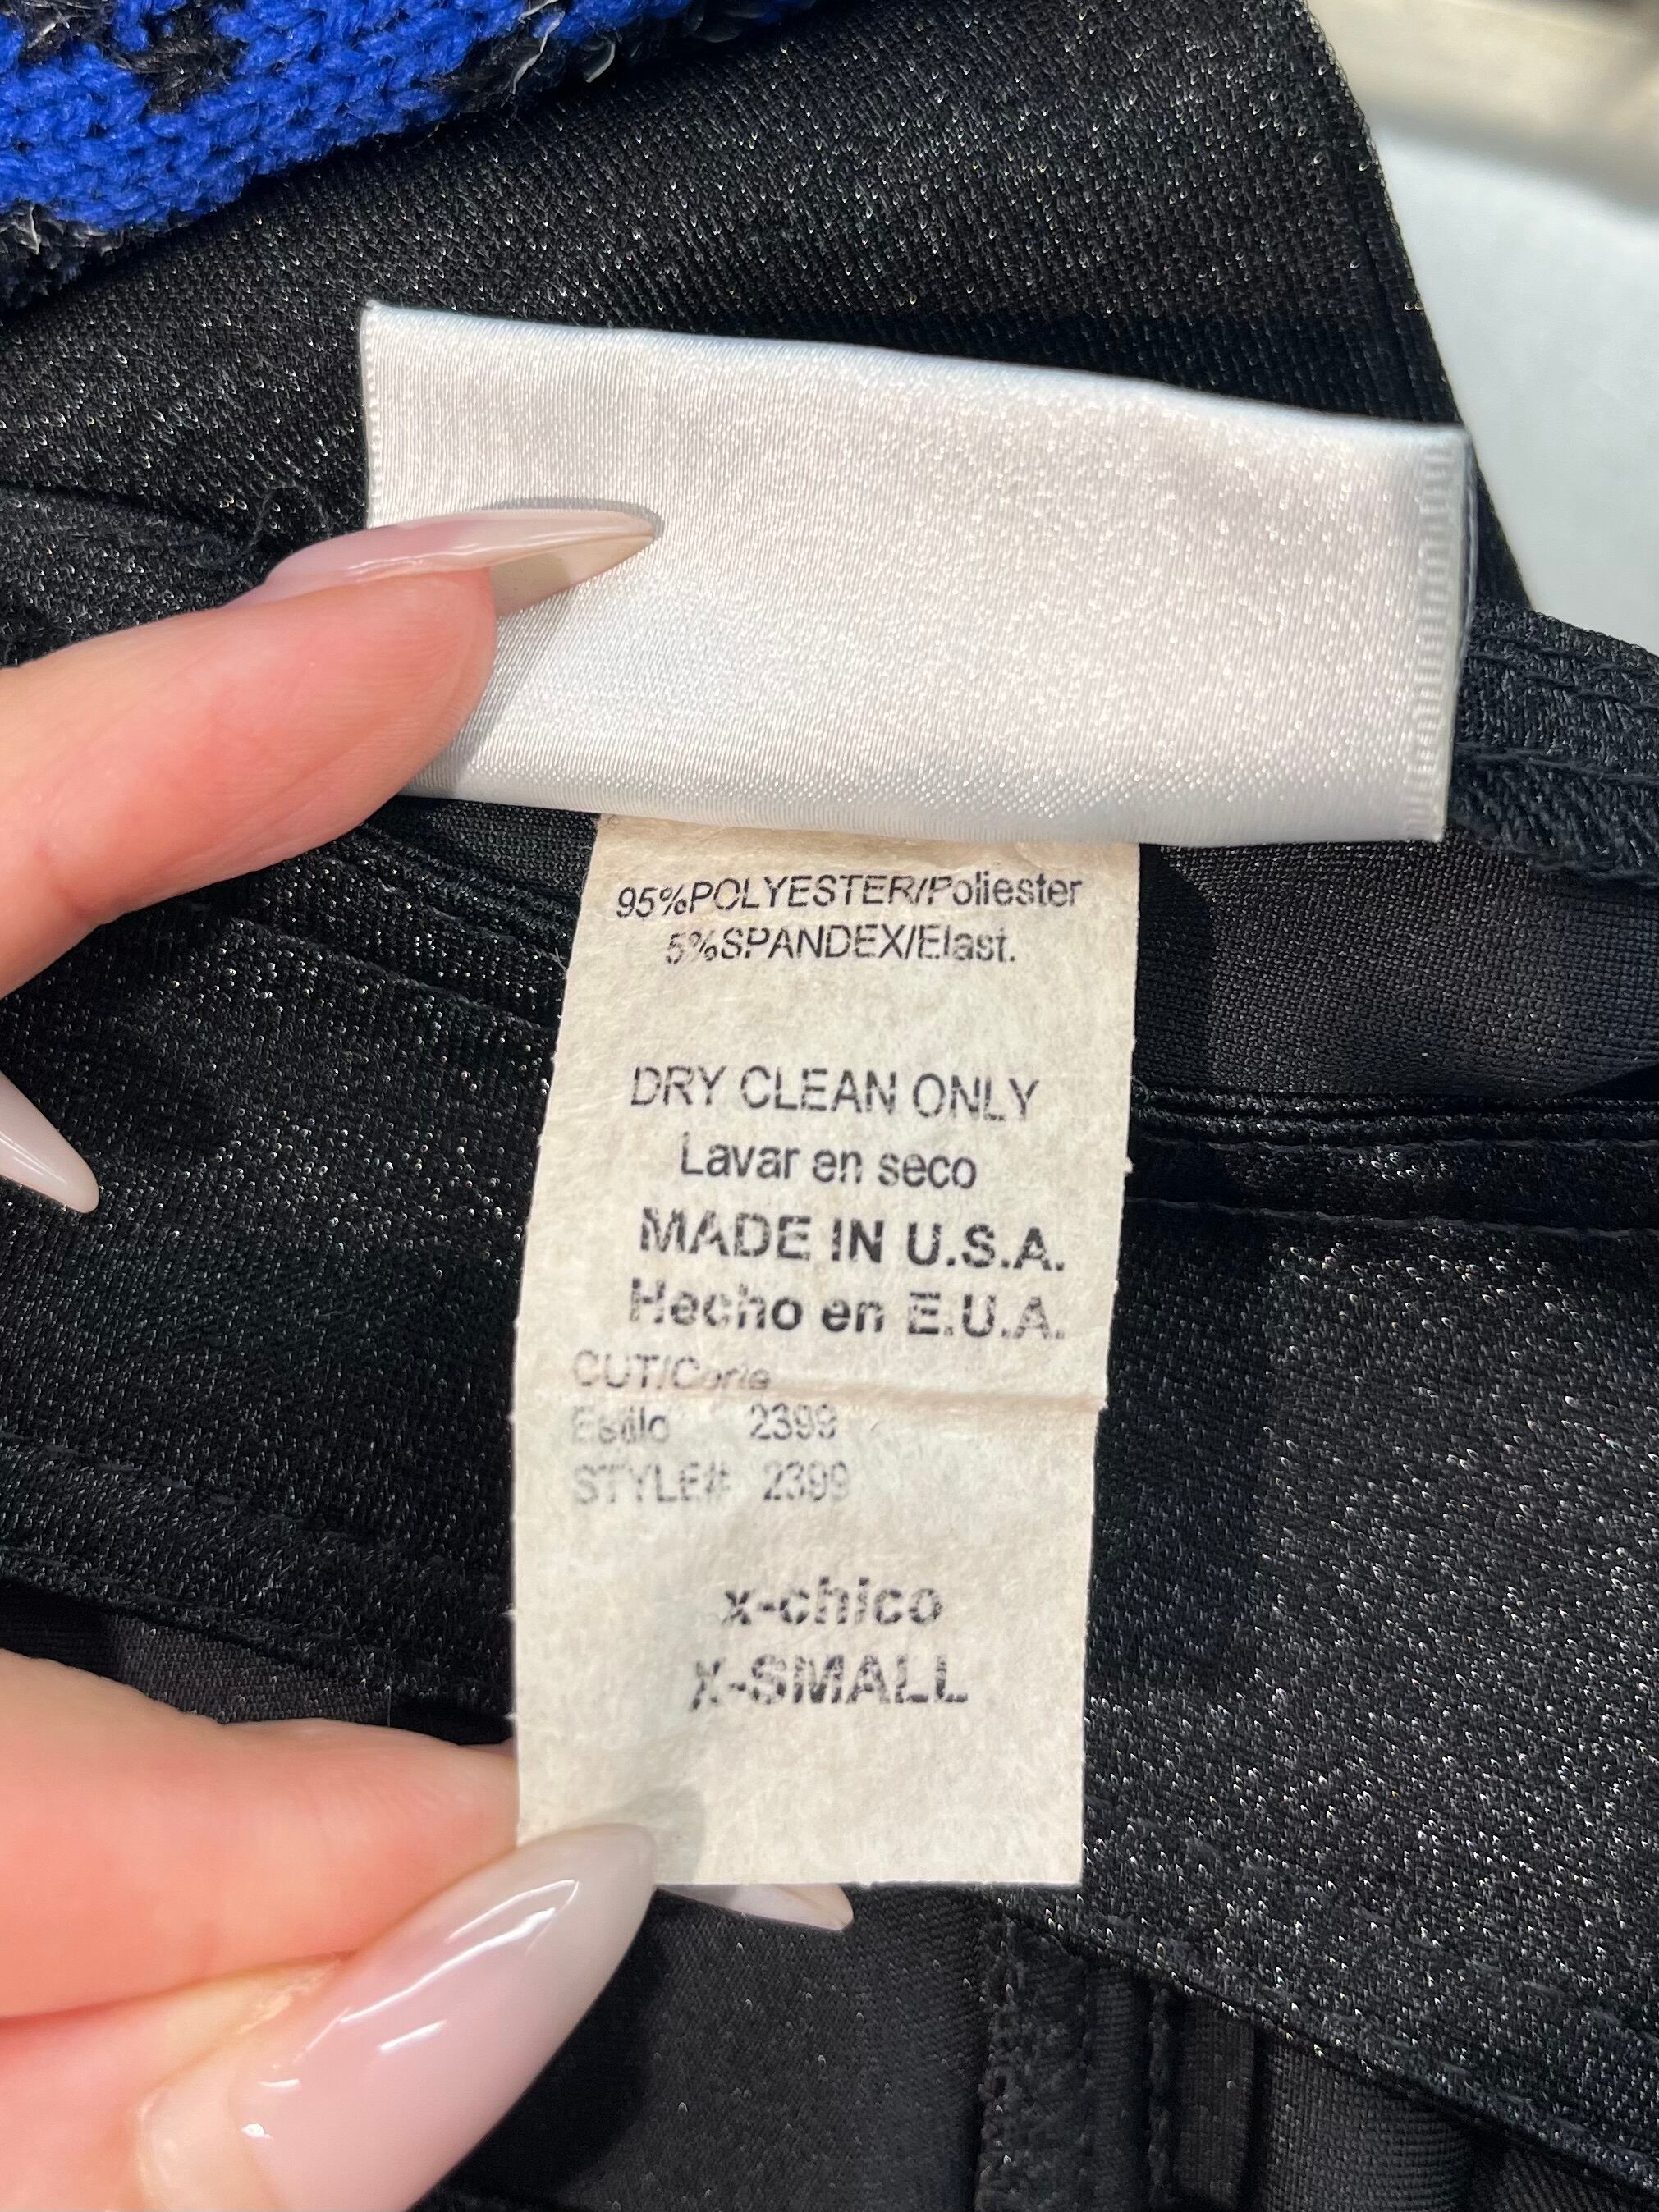 95%POLYESTER/Poliester
5%SPANDEX/Elast.
DRY CLEAN ONLY
Lavar en seco
MADE IN U.S.A.
Hecho en E.U.A.
CUT/Corte
Estilo 2399
STYLE# 2399
x-chico
X-SMALL